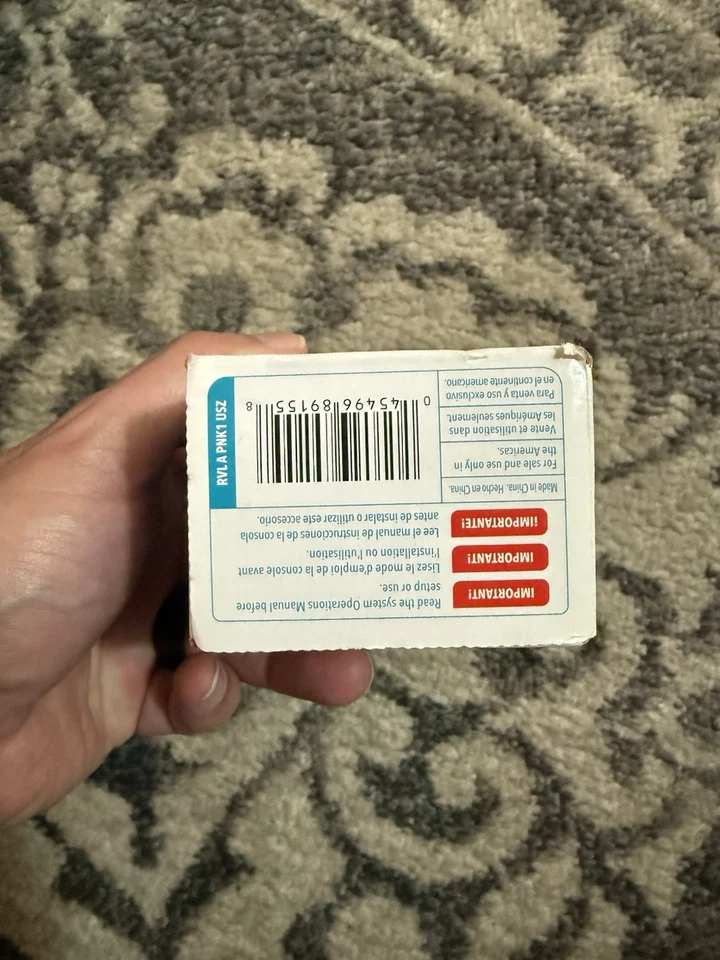 IMPORTANT!
Read the system Operations Manual before
setup or use.
IMPORTANT!
Lisez le mode d'emploi de la console avant
l'installation ou l'utilisation.
¡IMPORTANTE!
Lee el manual de instrucciones de la consola
antes de instalar o utilizar este accesorio.
Made in China. Hecho en China.
For sale and use only in
the Americas.
Vente et utilisation dans
les Amériques seulement.
Para venta y uso exclusivo
en el continente americano.
0 45496 89155 8
RVL A PNK1 USZ